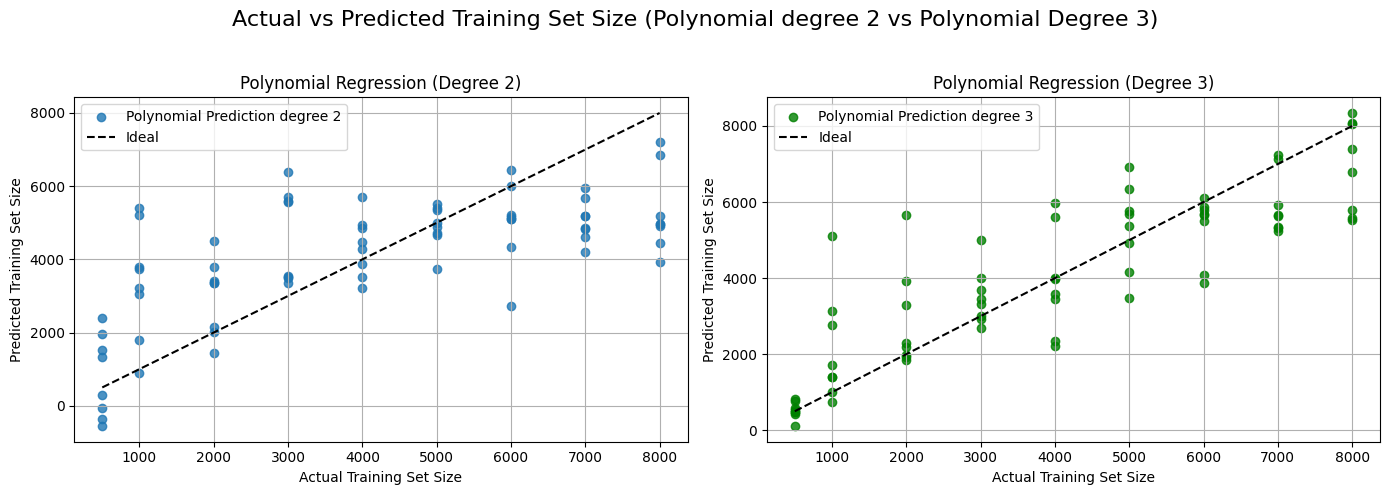 Actual vs Predicted Training Set Size (Polynomial degree 2 vs Polynomial Degree 3)
Polynomial Regression (Degree 2)
Polynomial Prediction degree 2
Ideal
8000
6000
4000
2000
0
Predicted Training Set Size
1000 2000 3000 4000 5000 6000 7000 8000
Actual Training Set Size
Polynomial Regression (Degree 3)
Polynomial Prediction degree 3
Ideal
8000
6000
4000
2000
0
Predicted Training Set Size
1000 2000 3000 4000 5000 6000 7000 8000
Actual Training Set Size